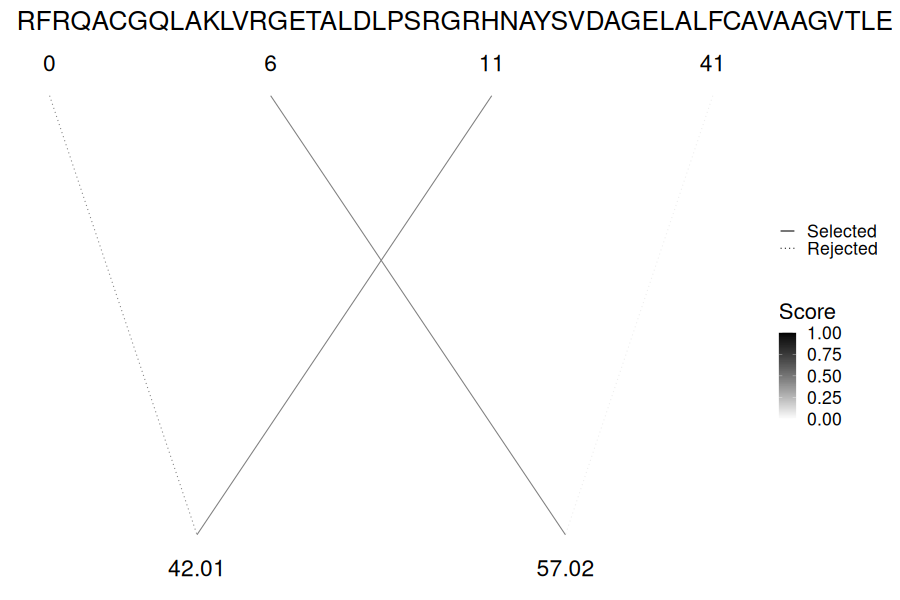 RFRQACGQLAKLVRGETALDLPSRGRHNAYSVDAGELALFCAVAAGVTLE
0 6 11 41
Selected
Rejected
Score
1.00
0.75
0.50
0.25
0.00
42.01 57.02